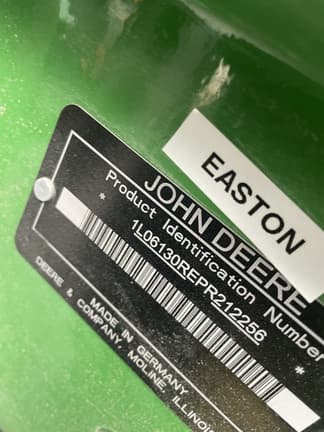 EASTON
JOHN DEERE
Product Identification Number
* *
1L06130REPR212256
MADE IN GERMANY
DEERE & COMPANY, MOLINE, ILLINOIS